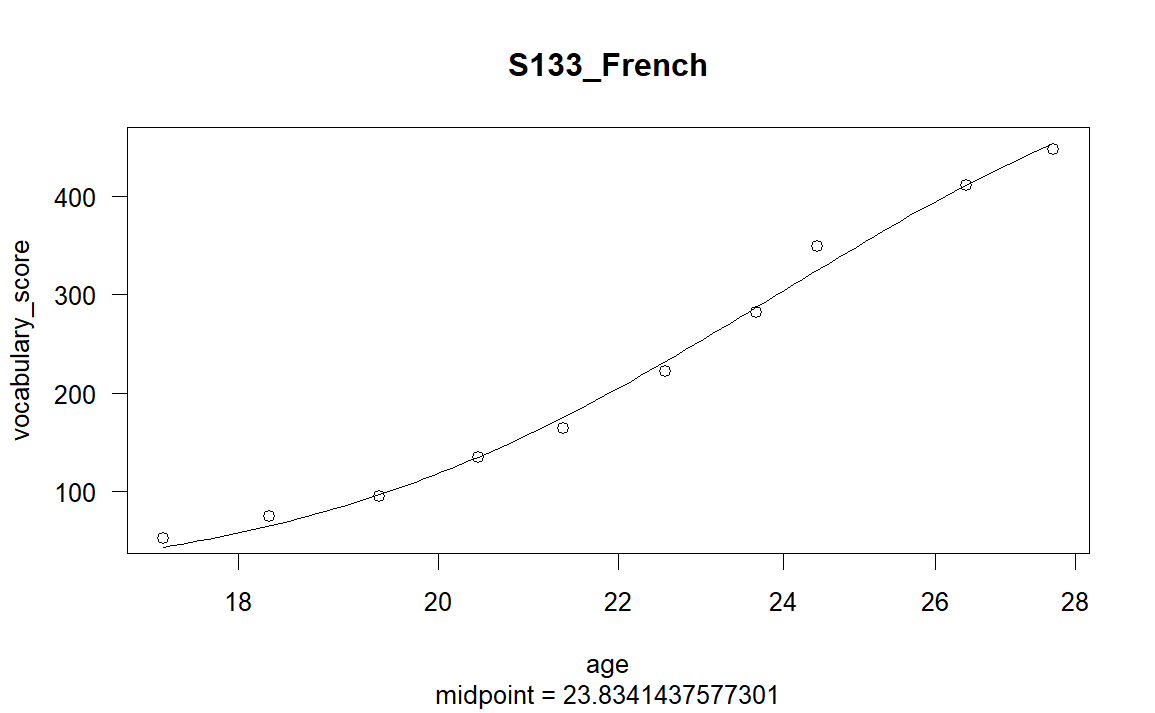 S133_French
vocabulary_score
400
300
200
100
18 20 22 24 26 28
age
midpoint = 23.8341437577301